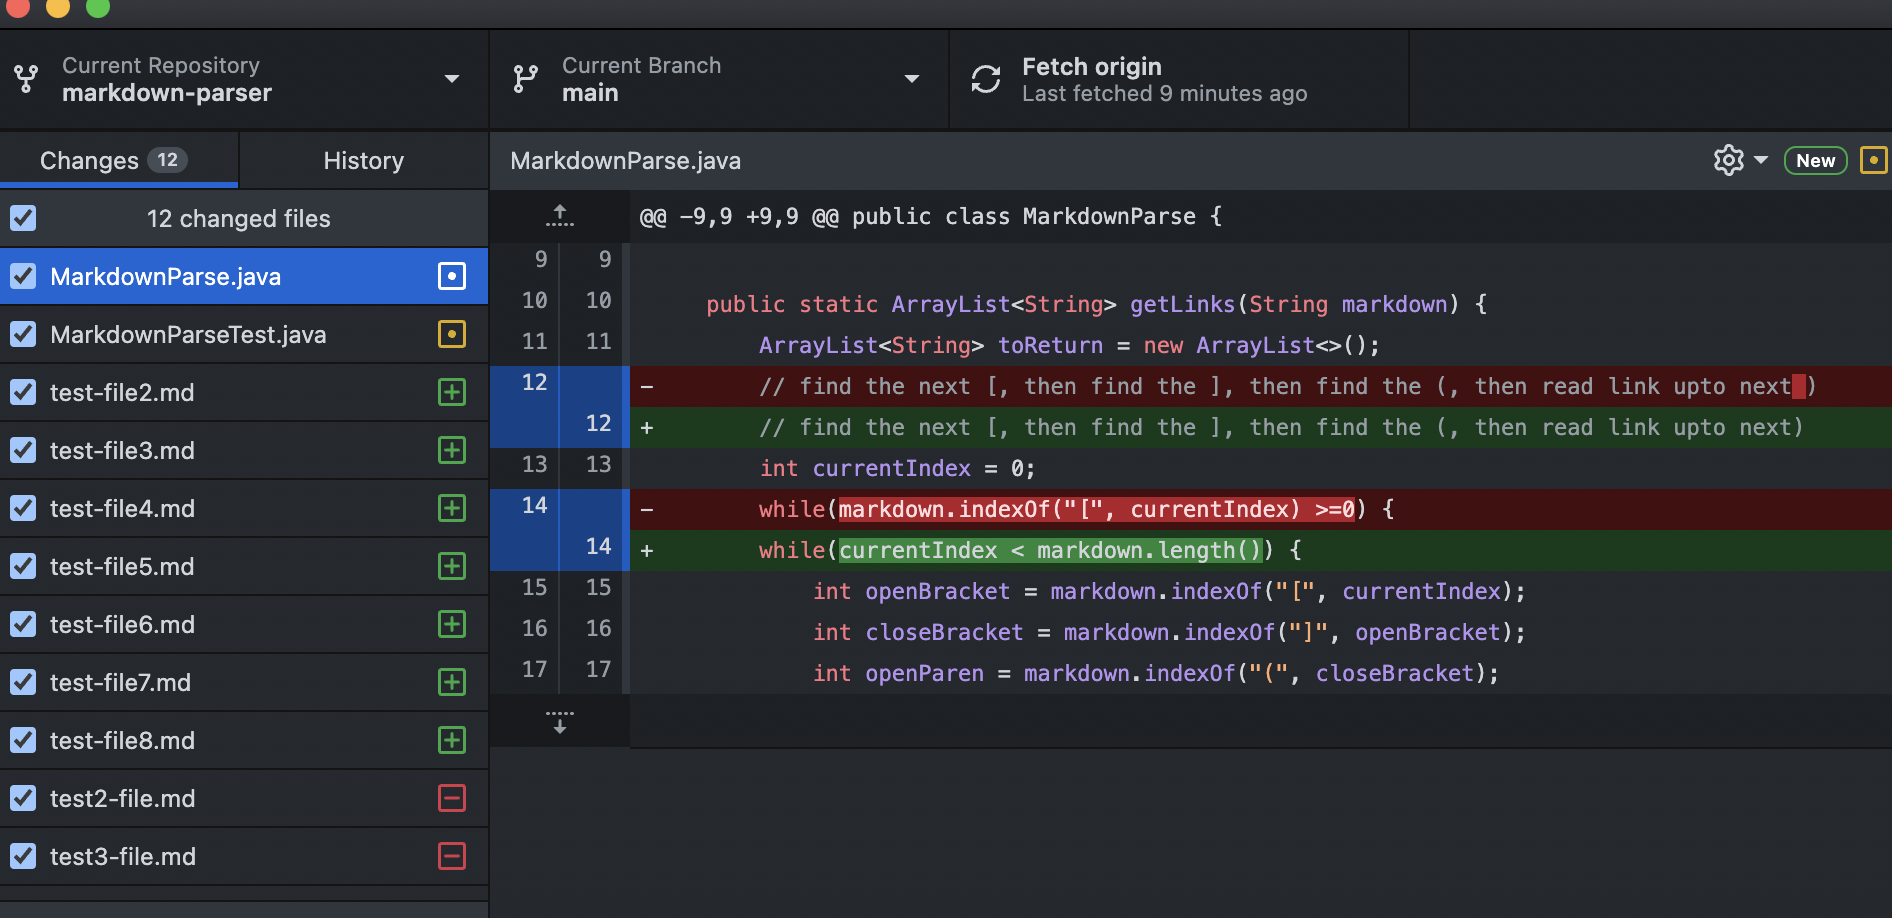 Current Repository
markdown-parser
Current Branch
main
Fetch origin
Last fetched 9 minutes ago
Changes 12
History
12 changed files
MarkdownParse.java
MarkdownParseTest.java
test-file2.md
test-file3.md
test-file4.md
test-file5.md
test-file6.md
test-file7.md
test-file8.md
test2-file.md
test3-file.md
MarkdownParse.java
New
@@ -9,9 +9,9 @@ public class MarkdownParse {
9 9
10 10 public static ArrayList<String> getLinks(String markdown) {
11 11 ArrayList<String> toReturn = new ArrayList<>();
12 - // find the next [, then find the ], then find the (, then read link upto next )
12 + // find the next [, then find the ], then find the (, then read link upto next)
13 13 int currentIndex = 0;
14 - while(markdown.indexOf("[", currentIndex) >=0) {
14 + while(currentIndex < markdown.length()) {
15 15 int openBracket = markdown.indexOf("[", currentIndex);
16 16 int closeBracket = markdown.indexOf("]", openBracket);
17 17 int openParen = markdown.indexOf("(", closeBracket);